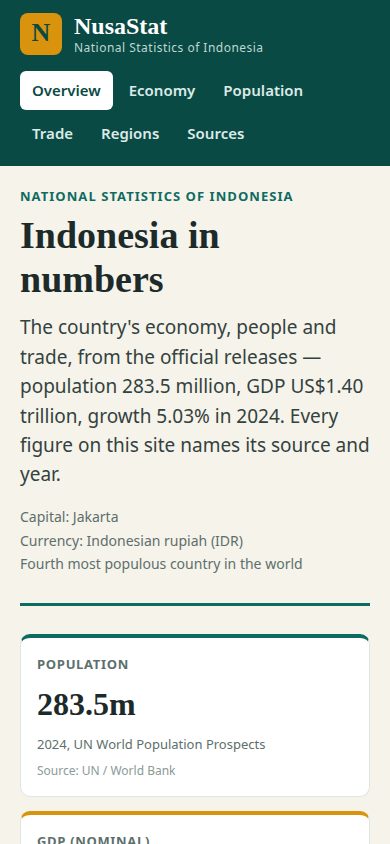 N
NusaStat
National Statistics of Indonesia
Overview Economy Population
Trade Regions Sources
NATIONAL STATISTICS OF INDONESIA
Indonesia in
numbers
The country's economy, people and
trade, from the official releases —
population 283.5 million, GDP US$1.40
trillion, growth 5.03% in 2024. Every
figure on this site names its source and
year.
Capital: Jakarta
Currency: Indonesian rupiah (IDR)
Fourth most populous country in the world
POPULATION
283.5m
2024, UN World Population Prospects
Source: UN / World Bank
GDP (NOMINAL)